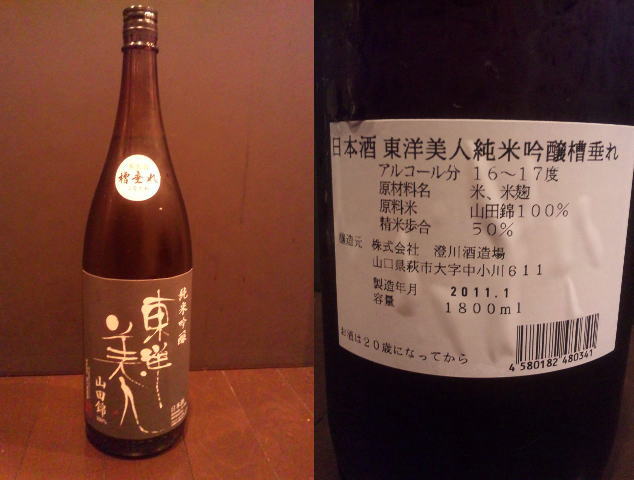 槽垂れ
純米吟醸
東洋
美人
山田錦
日本酒
日本酒 東洋美人純米吟醸槽垂れ
アルコール分 16～17度
原材料名 米、米麹
原料米 山田錦100%
精米歩合 50%
醸造元 株式会社 澄川酒造場
山口県萩市大字中小川611
製造年月 2011.1
容量 1800ml
お酒は20歳になってから
4 580182 480341